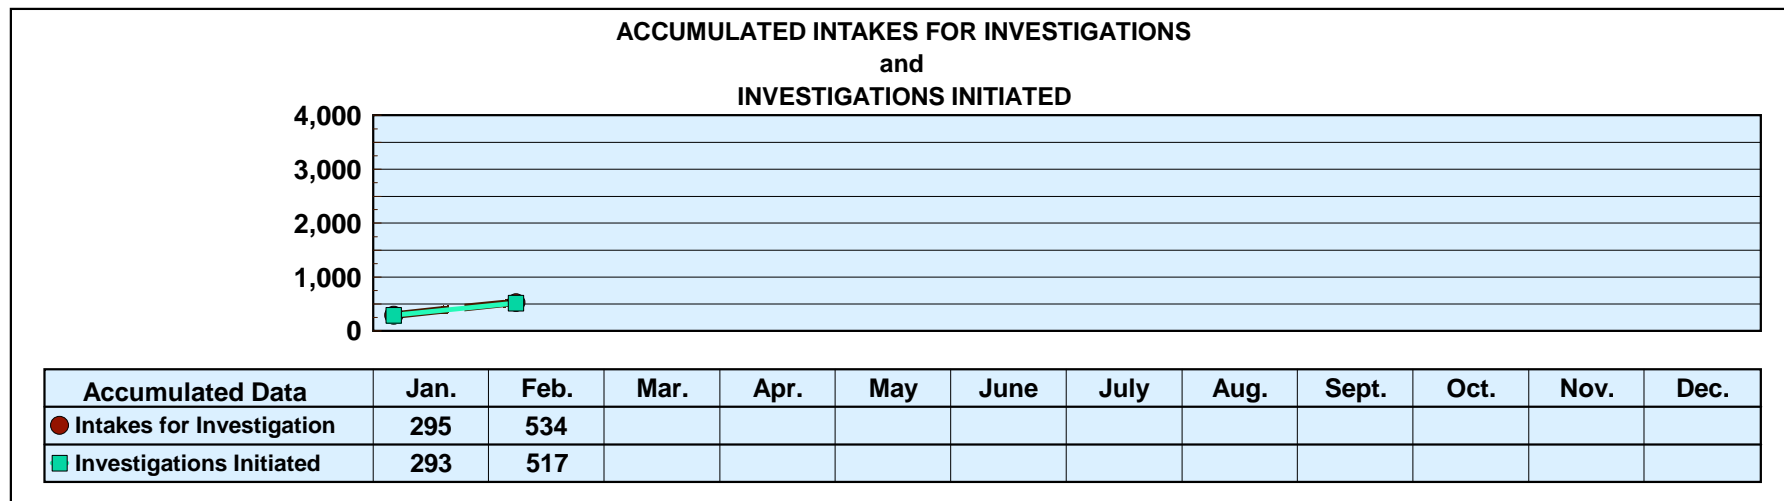 ACCUMULATED INTAKES FOR INVESTIGATIONS
and
INVESTIGATIONS INITIATED
4,000
3,000
2,000
1,000
0
Accumulated Data Jan. Feb. Mar. Apr. May June July Aug. Sept. Oct. Nov. Dec.
Intakes for Investigation 295 534
Investigations Initiated 293 517